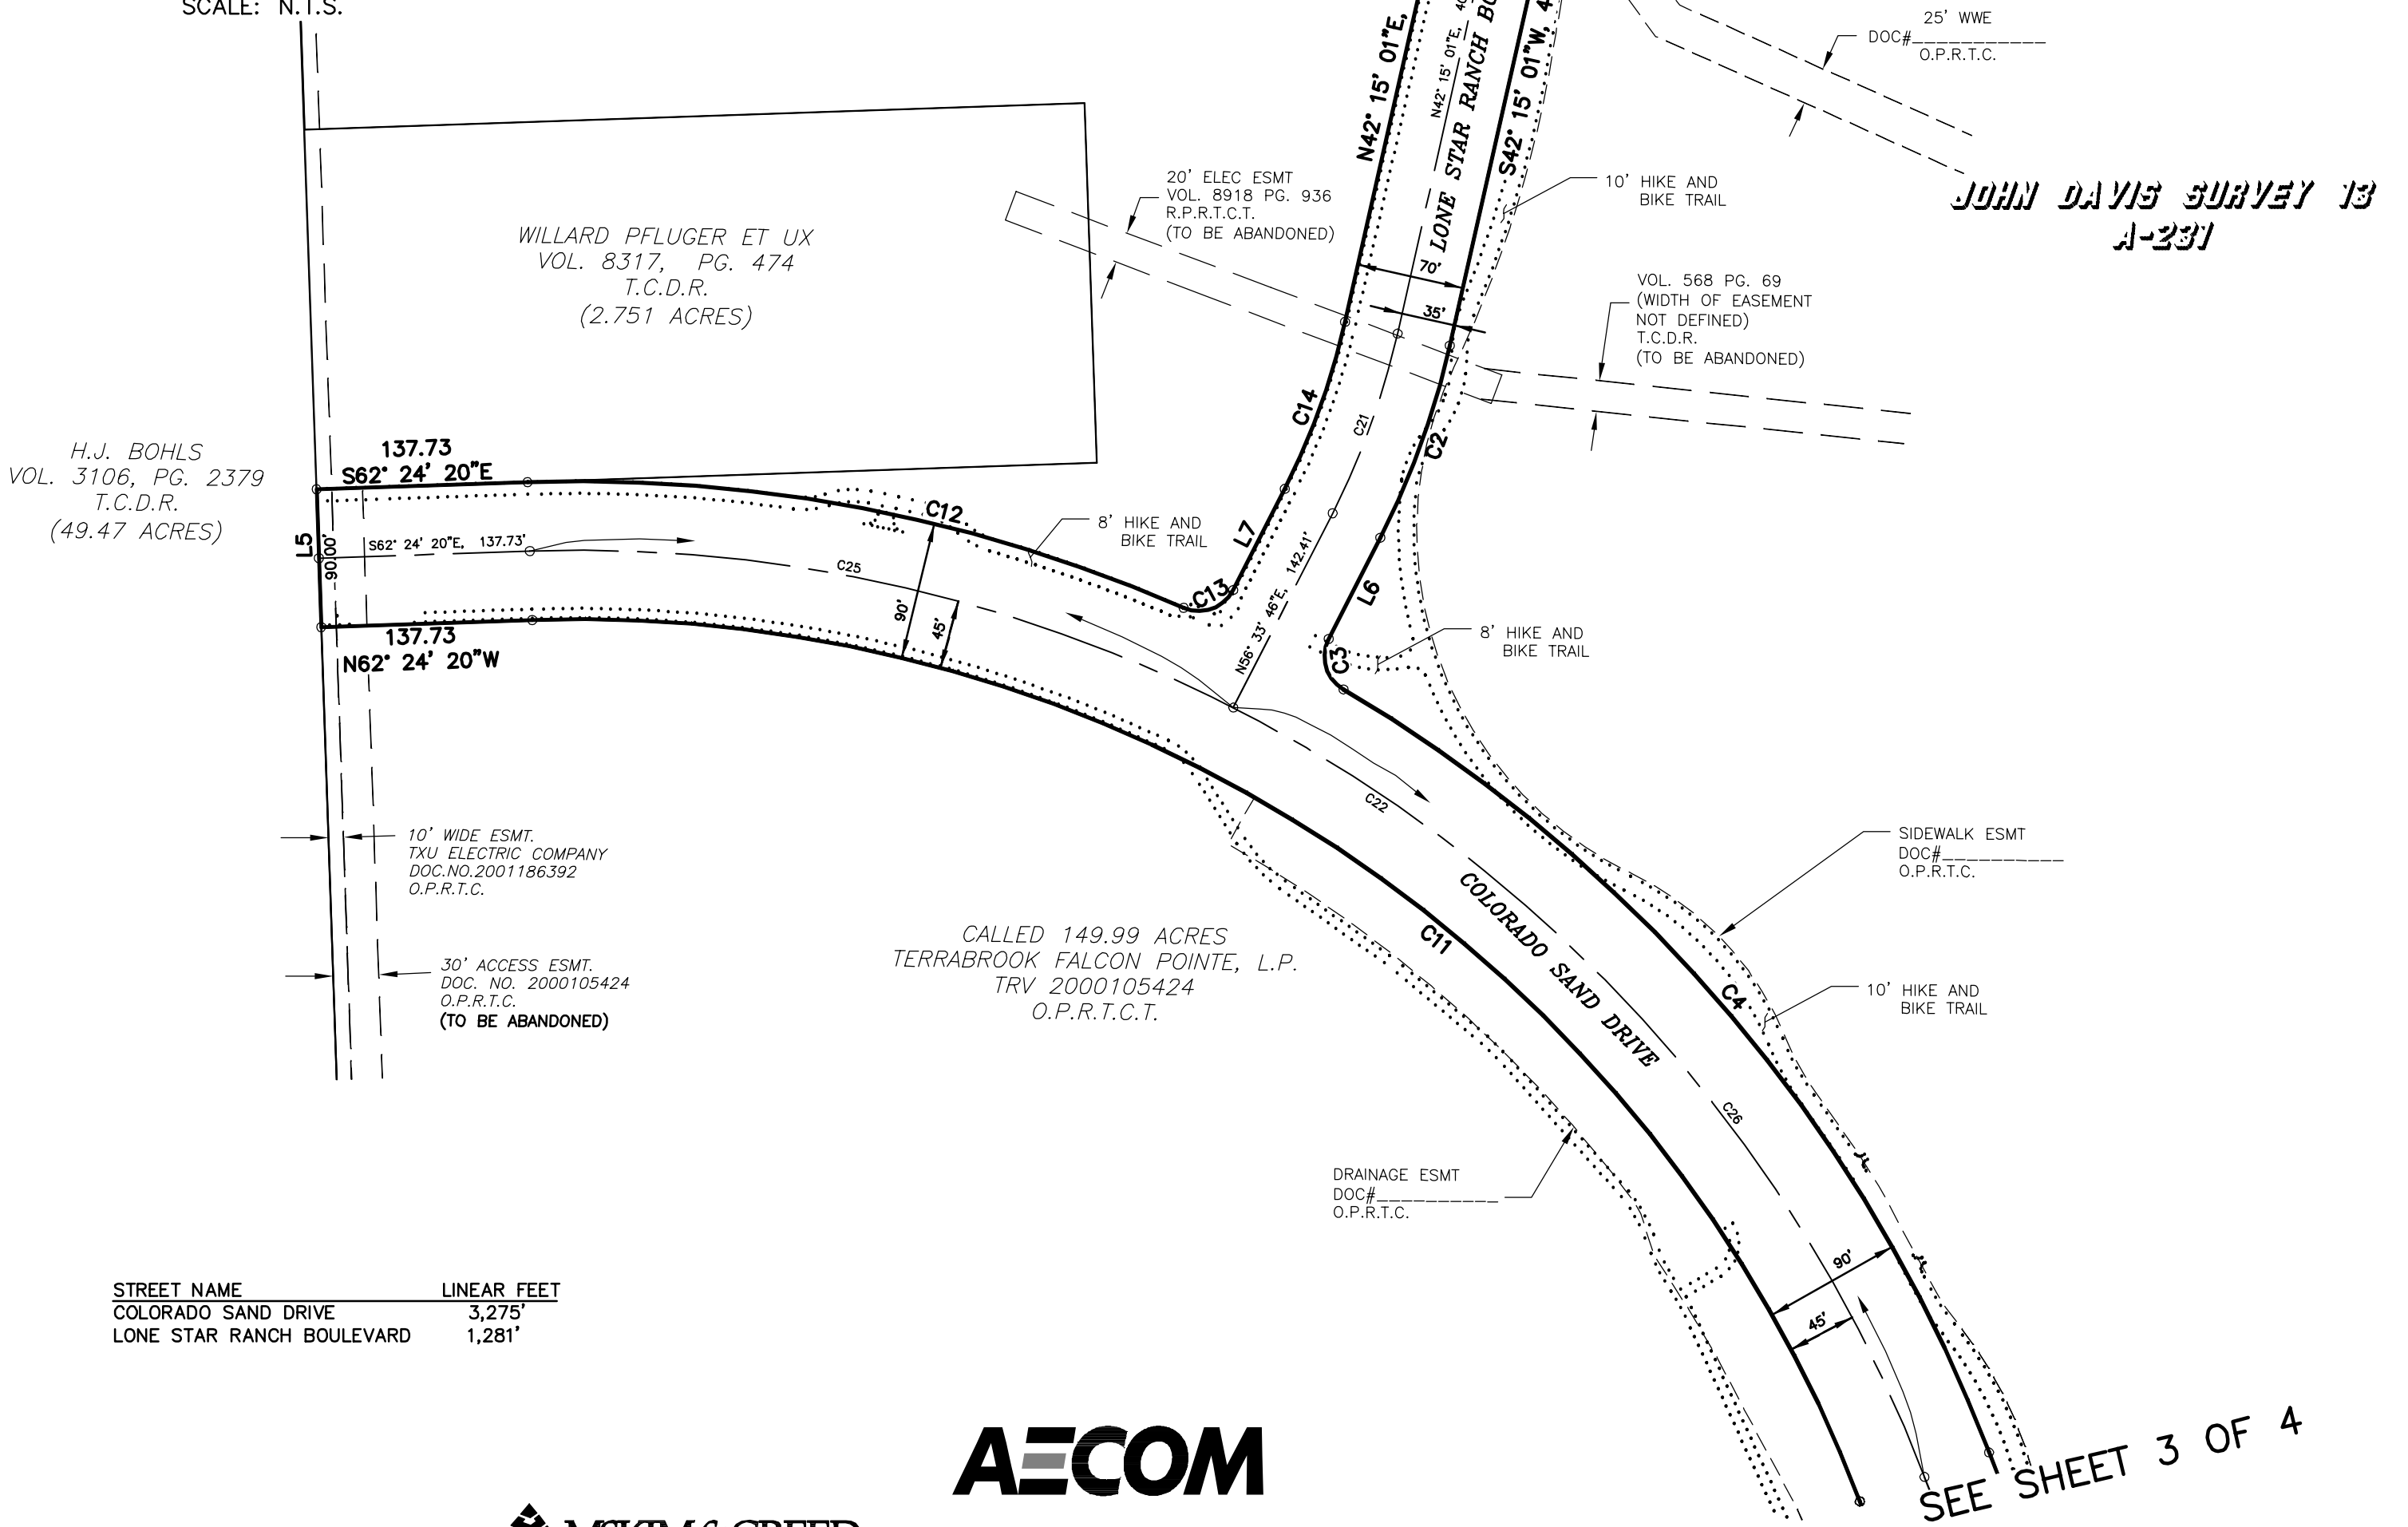 SCALE: N.T.S.
25' WWE
DOC#___________
O.P.R.T.C.
JOHN DAVIS SURVEY 13
A-231
N42° 15' 01"E,
N42° 15' 01"E,
LONE STAR RANCH
S42° 15' 01"W,
10' HIKE AND
BIKE TRAIL
20' ELEC ESMT
VOL. 8918 PG. 936
R.P.R.T.C.T.
(TO BE ABANDONED)
WILLARD PFLUGER ET UX
VOL. 8317, PG. 474
T.C.D.R.
(2.751 ACRES)
70'
35'
VOL. 568 PG. 69
(WIDTH OF EASEMENT
NOT DEFINED)
T.C.D.R.
(TO BE ABANDONED)
C14
C21
C2
H.J. BOHLS
VOL. 3106, PG. 2379
T.C.D.R.
(49.47 ACRES)
137.73
S62° 24' 20"E
L5
90.00'
S62° 24' 20"E, 137.73'
C25
C12
90'
45'
8' HIKE AND
BIKE TRAIL
L7
C13
N56° 33' 46"E, 142.41'
L6
C3
8' HIKE AND
BIKE TRAIL
137.73
N62° 24' 20"W
C22
10' WIDE ESMT.
TXU ELECTRIC COMPANY
DOC.NO.2001186392
O.P.R.T.C.
SIDEWALK ESMT
DOC#__________
O.P.R.T.C.
30' ACCESS ESMT.
DOC. NO. 2000105424
O.P.R.T.C.
(TO BE ABANDONED)
CALLED 149.99 ACRES
TERRABROOK FALCON POINTE, L.P.
TRV 2000105424
O.P.R.T.C.T.
C11
COLORADO SAND DRIVE
C4
10' HIKE AND
BIKE TRAIL
C26
DRAINAGE ESMT
DOC#__________
O.P.R.T.C.
90'
45'
STREET NAME LINEAR FEET
COLORADO SAND DRIVE 3,275'
LONE STAR RANCH BOULEVARD 1,281'
AECOM
SEE SHEET 3 OF 4